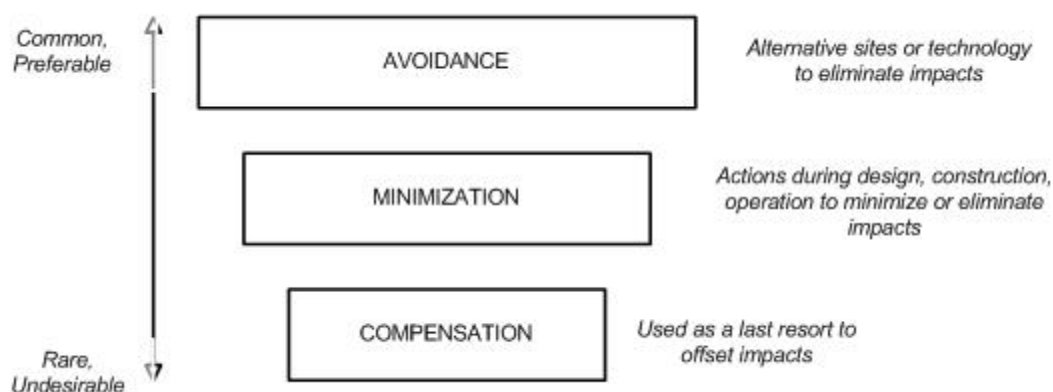 Common,
Preferable
AVOIDANCE
Alternative sites or technology
to eliminate impacts
MINIMIZATION
Actions during design, construction,
operation to minimize or eliminate
impacts
COMPENSATION
Used as a last resort to
offset impacts
Rare,
Undesirable